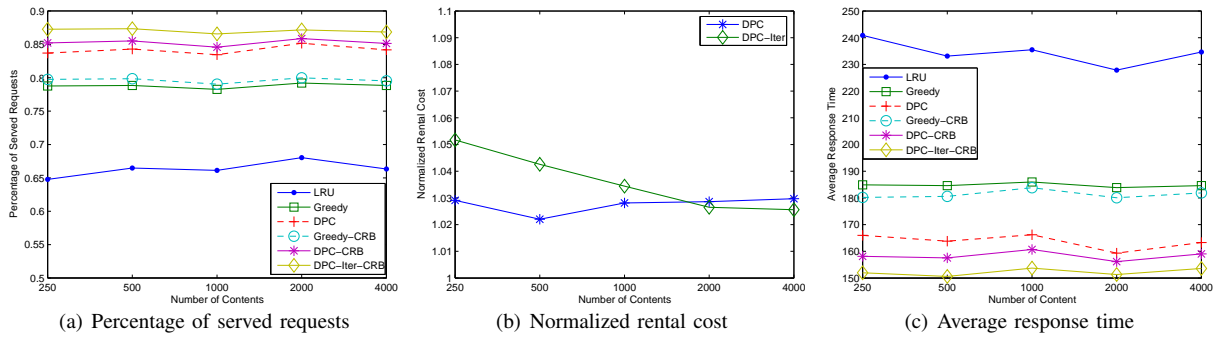 0.9
0.85
0.8
0.75
0.7
0.65
0.6
0.55
0.5
Percentage of Served Requests
250
500
1000
2000
4000
Number of Contents
LRU
Greedy
DPC
Greedy−CRB
DPC−CRB
DPC−Iter−CRB
(a) Percentage of served requests
1.1
1.09
1.08
1.07
1.06
1.05
1.04
1.03
1.02
1.01
1
Normalized Rental Cost
250
500
1000
2000
4000
Number of Contents
DPC
DPC−Iter
(b) Normalized rental cost
250
240
230
220
210
200
190
180
170
160
150
Average Response Time
250
500
1000
2000
4000
Number of Content
LRU
Greedy
DPC
Greedy−CRB
DPC−CRB
DPC−Iter−CRB
(c) Average response time